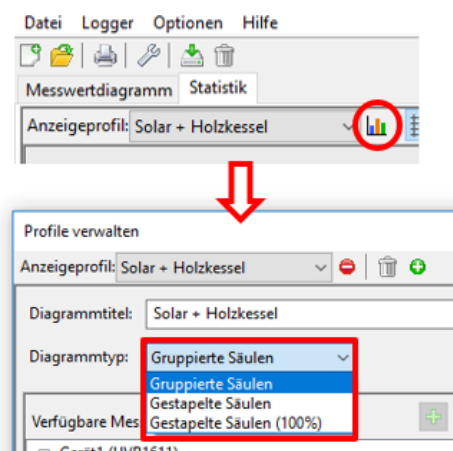 Datei Logger Optionen Hilfe
Messwertdiagramm Statistik
Anzeigeprofil: Solar + Holzkessel
Profile verwalten
Anzeigeprofil: Solar + Holzkessel
Diagrammtitel: Solar + Holzkessel
Diagrammtyp: Gruppierte Säulen
Gruppierte Säulen
Gestapelte Säulen
Verfügbare Mes Gestapelte Säulen (100%)